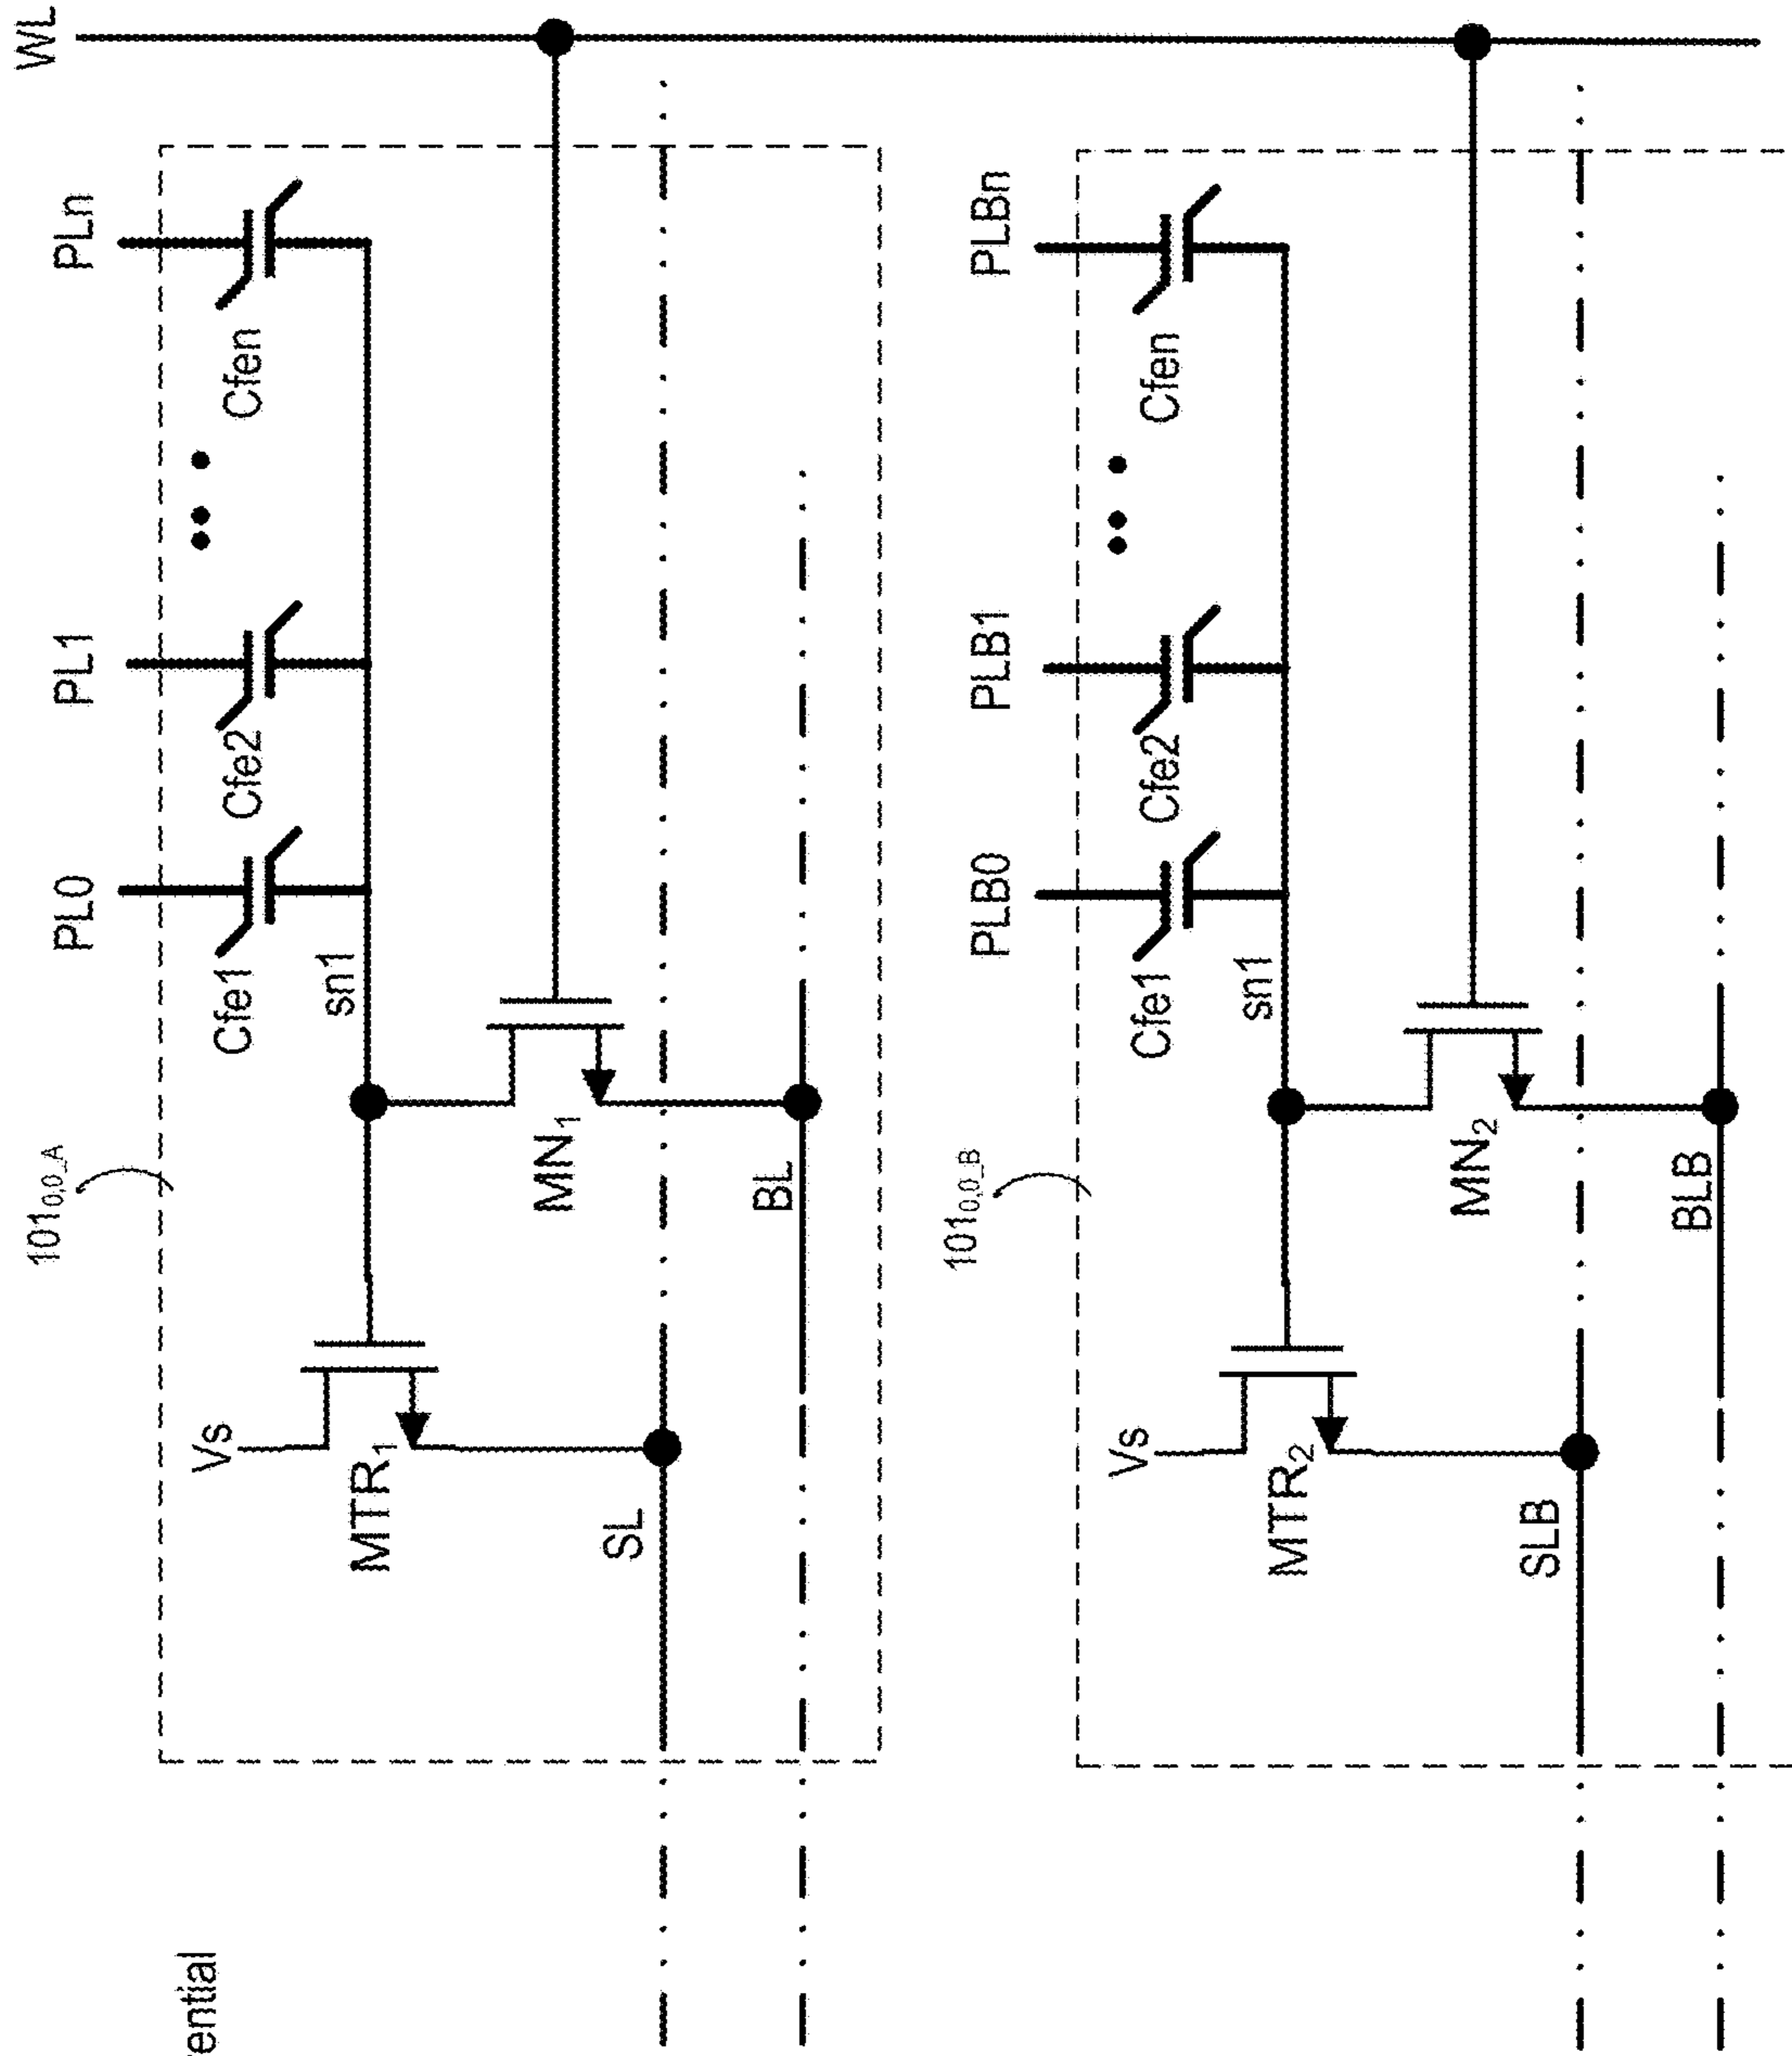 WL
PL0
PL1
PLn
101₀,₀_A
Cfe1
Cfe2
Cfen
sn1
Vs
MTR₁
MN₁
SL
BL
PLB0
PLB1
PLBn
101₀,₀_B
Cfe1
Cfe2
Cfen
sn1
Vs
MTR₂
MN₂
SLB
BLB
ential